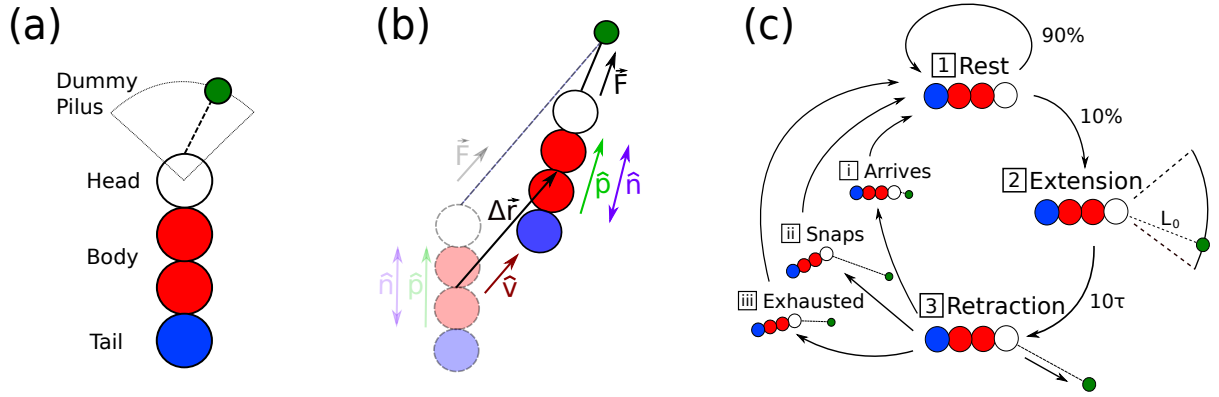 (a)
Dummy
Pilus
Head
Body
Tail
(b)
F⃗
F⃗
Δr⃗
p̂
n̂
n̂
p̂
v̂
(c)
90%
1 Rest
10%
i Arrives
2 Extension
L₀
ii Snaps
iii Exhausted
3 Retraction
10τ